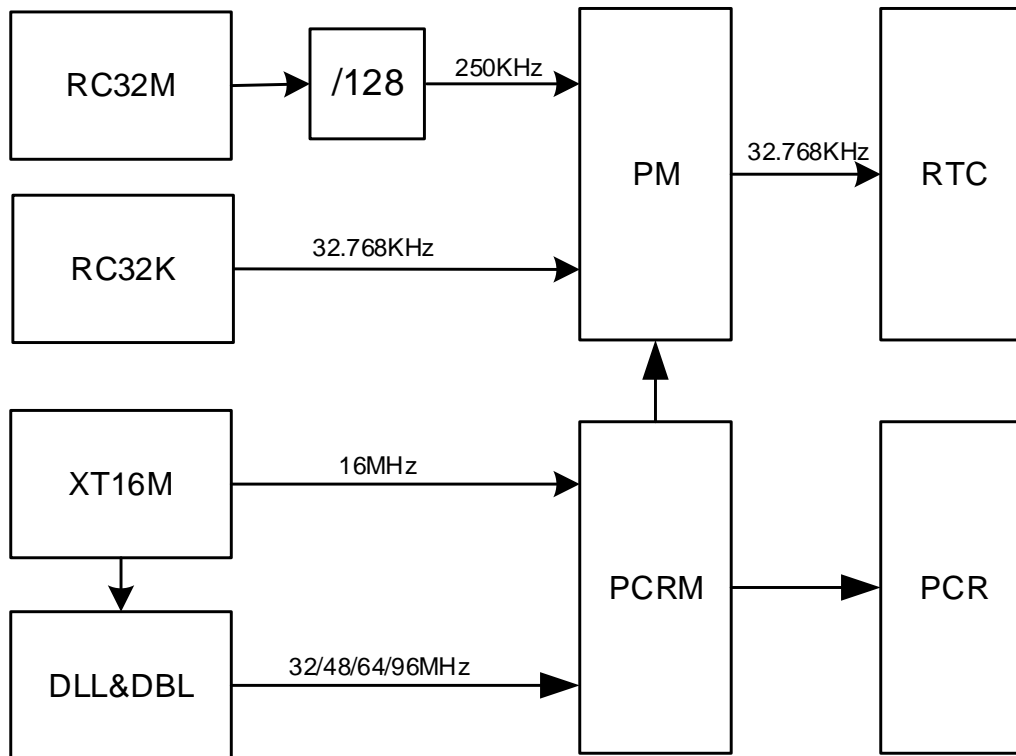 RC32M
/128
250KHz
PM
32.768KHz
RTC
RC32K
32.768KHz
XT16M
16MHz
PCRM
PCR
DLL&DBL
32/48/64/96MHz